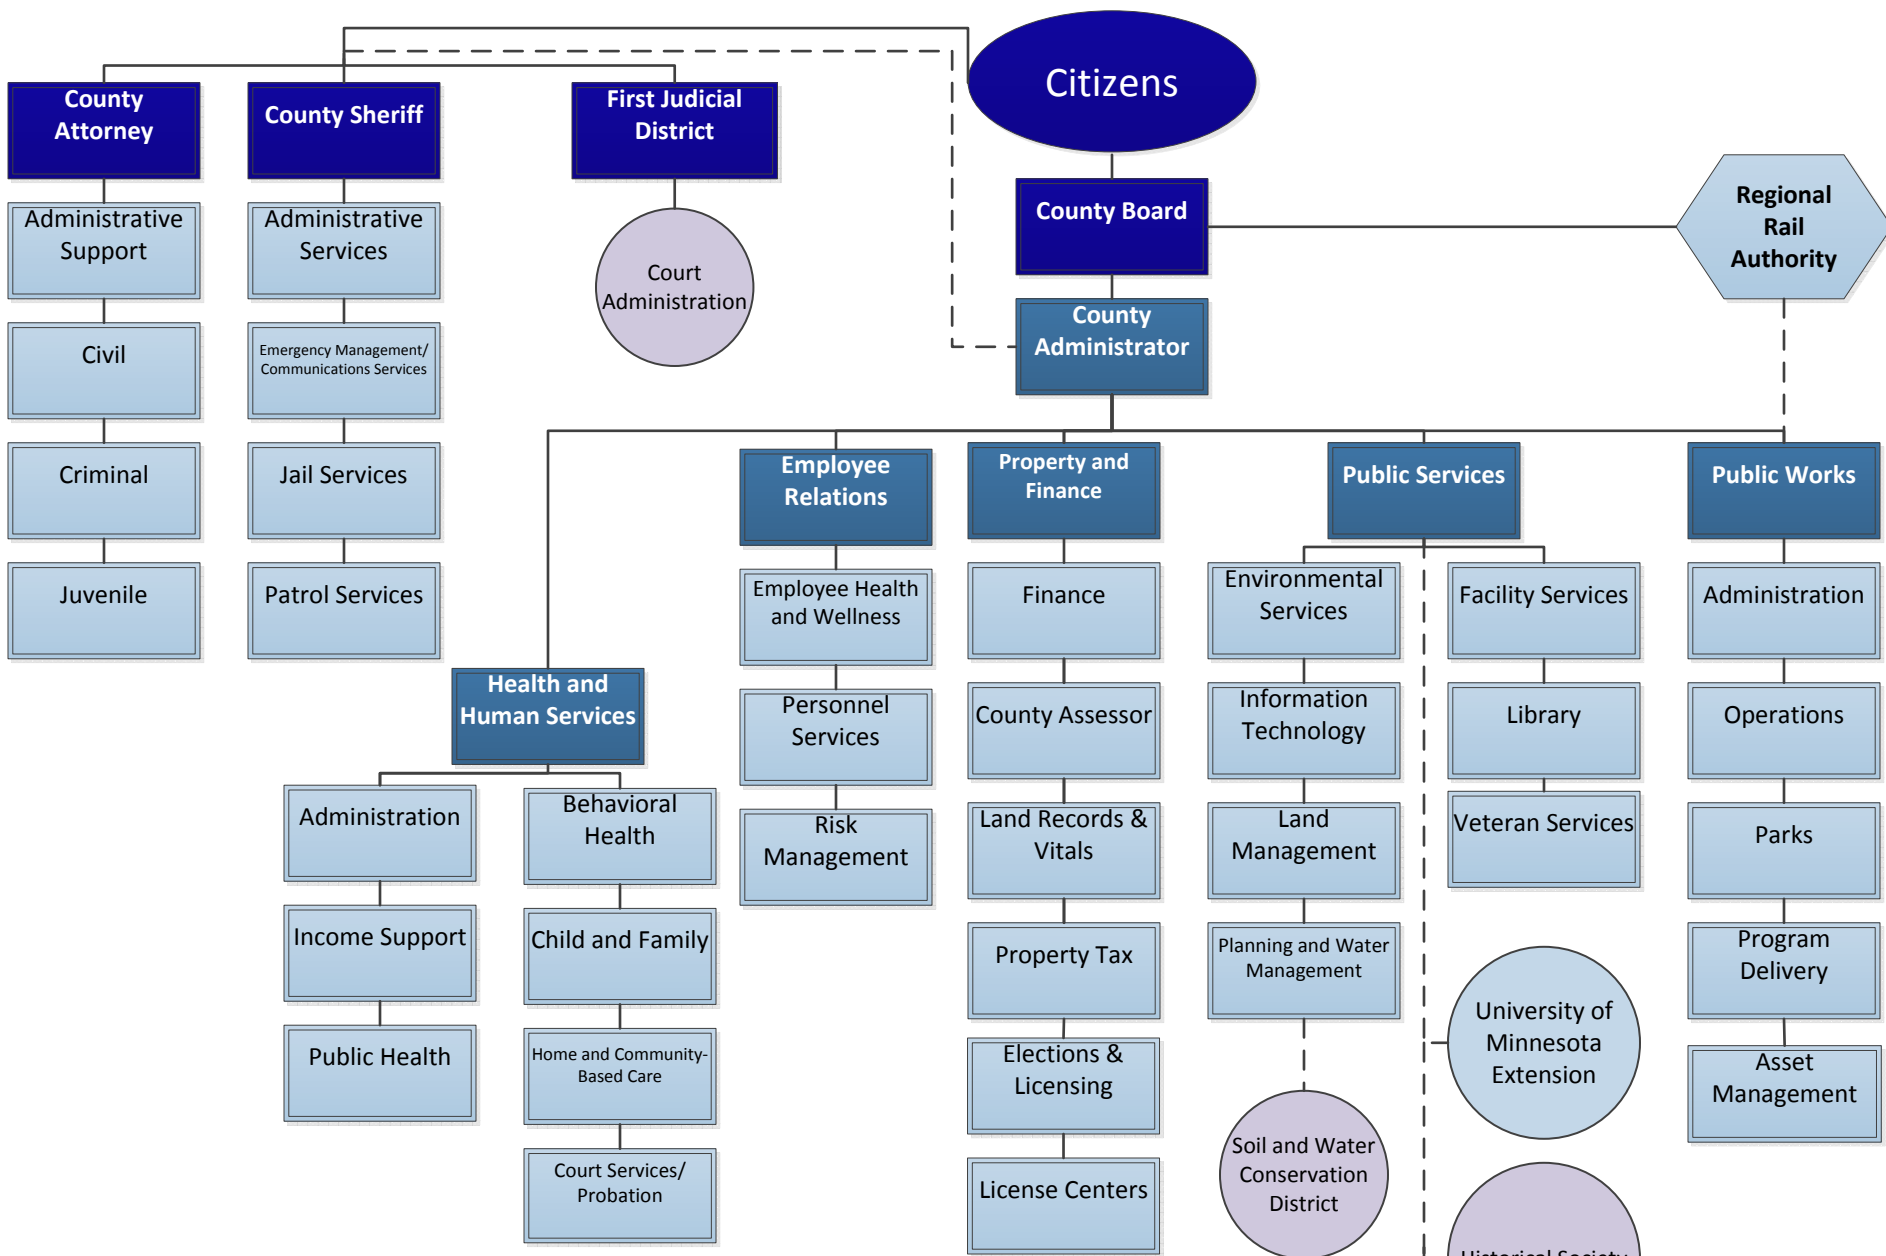 Citizens
County
Attorney
County Sheriff
First Judicial
District
County Board
Regional
Rail
Authority
Administrative
Support
Administrative
Services
Court
Administration
County
Administrator
Civil
Emergency Management/
Communications Services
Criminal
Jail Services
Juvenile
Patrol Services
Employee
Relations
Property and
Finance
Public Services
Public Works
Health and
Human Services
Administration
Income Support
Public Health
Behavioral
Health
Child and Family
Home and Community-
Based Care
Court Services/
Probation
Employee Health
and Wellness
Personnel
Services
Risk
Management
Finance
County Assessor
Land Records &
Vitals
Property Tax
Elections &
Licensing
License Centers
Environmental
Services
Information
Technology
Land
Management
Planning and Water
Management
Soil and Water
Conservation
District
Facility Services
Library
Veteran Services
University of
Minnesota
Extension
Historical Society
Administration
Operations
Parks
Program
Delivery
Asset
Management